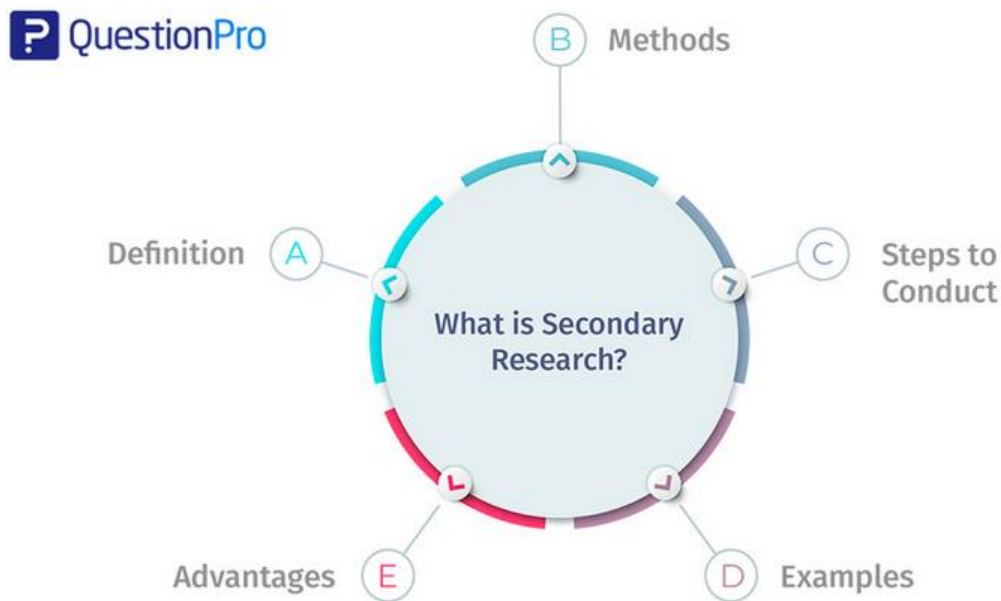 QuestionPro
B Methods
Definition A
C Steps to
Conduct
What is Secondary
Research?
Advantages E
D Examples